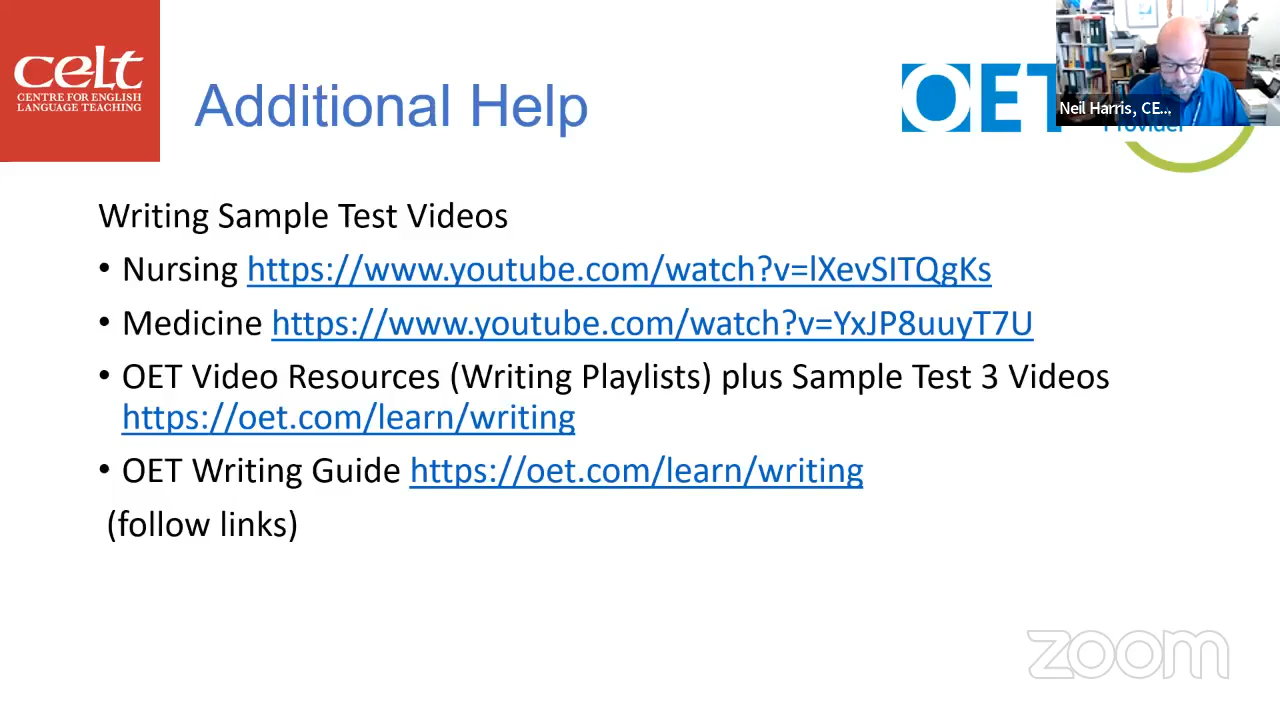 celt
CENTRE FOR ENGLISH
LANGUAGE TEACHING
Additional Help
OET
Neil Harris, CE...
Provider
Writing Sample Test Videos
• Nursing https://www.youtube.com/watch?v=lXevSITQgKs
• Medicine https://www.youtube.com/watch?v=YxJP8uuyT7U
• OET Video Resources (Writing Playlists) plus Sample Test 3 Videos
https://oet.com/learn/writing
• OET Writing Guide https://oet.com/learn/writing
(follow links)
zoom